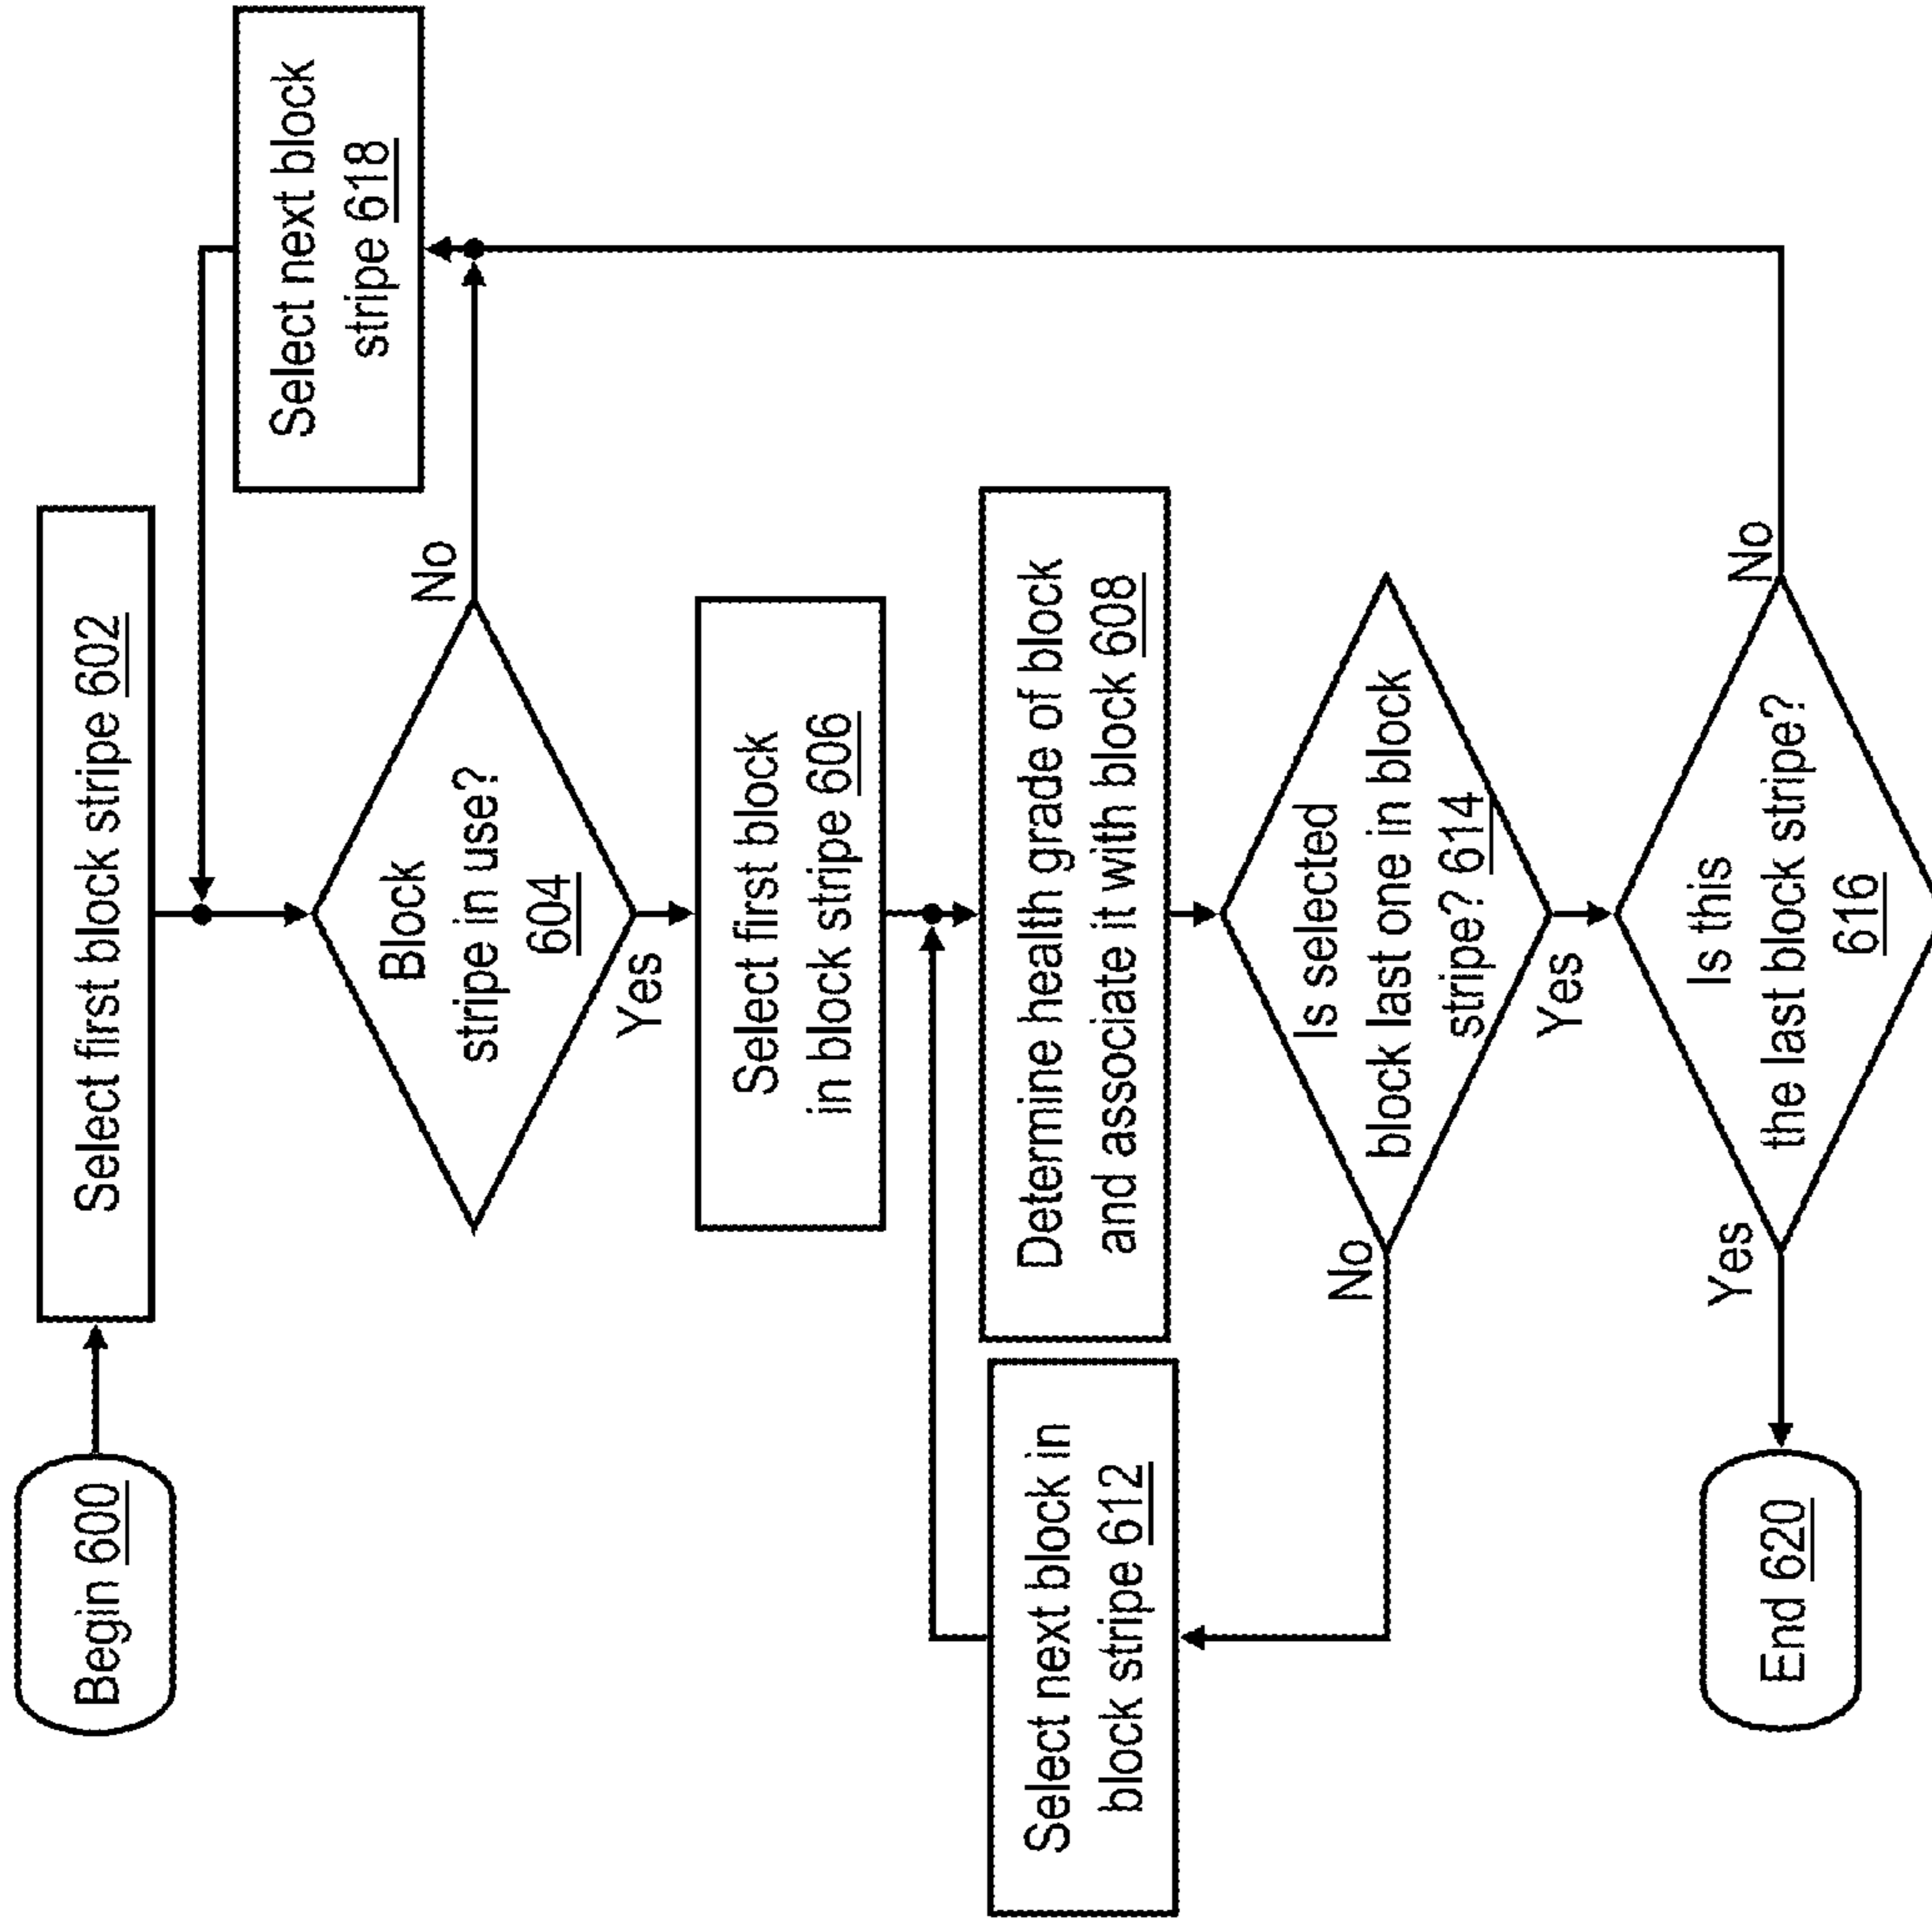 Begin 600
Select first block stripe 602
Select next block
stripe 618
Block
stripe in use?
604
No
Yes
Select first block
in block stripe 606
Select next block in
block stripe 612
Determine health grade of block
and associate it with block 608
Is selected
block last one in block
stripe? 614
No
Yes
Is this
the last block stripe?
616
Yes
No
End 620